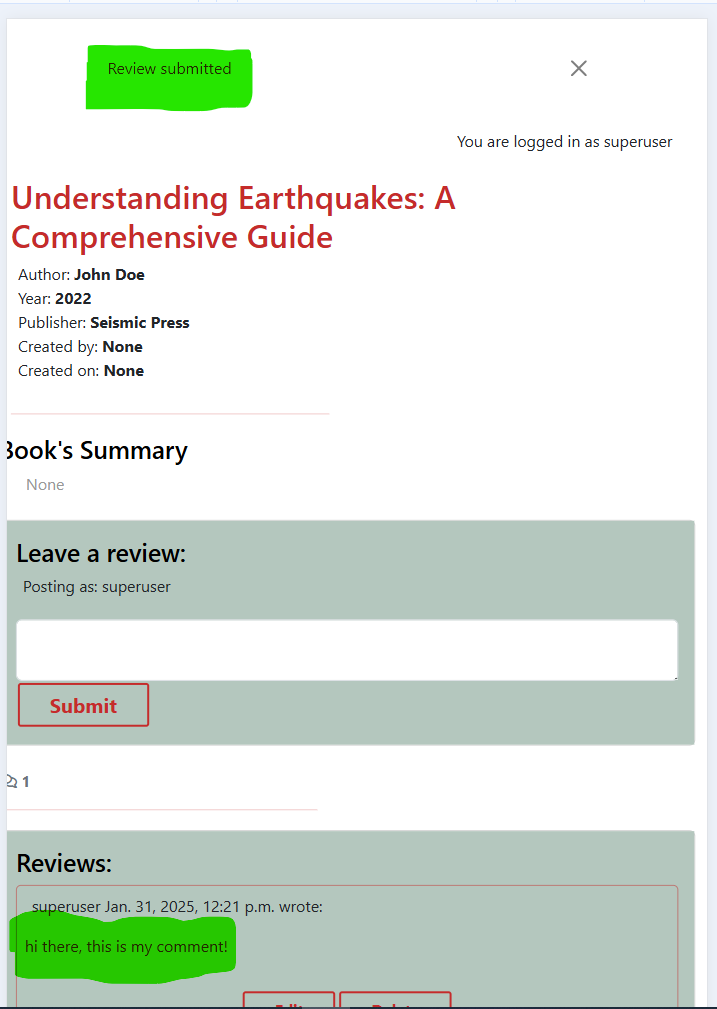 Review submitted
You are logged in as superuser
Understanding Earthquakes: A
Comprehensive Guide
Author: John Doe
Year: 2022
Publisher: Seismic Press
Created by: None
Created on: None
Book's Summary
None
Leave a review:
Posting as: superuser
Submit
1
Reviews:
superuser Jan. 31, 2025, 12:21 p.m. wrote:
hi there, this is my comment!